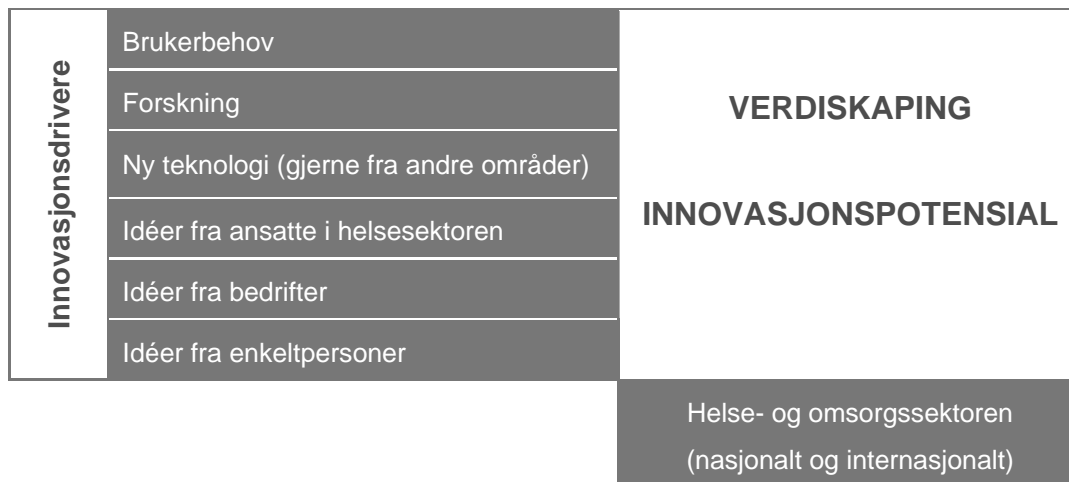 Innovasjonsdrivere
Brukerbehov
Forskning
Ny teknologi (gjerne fra andre områder)
Idéer fra ansatte i helsesektoren
Idéer fra bedrifter
Idéer fra enkeltpersoner
VERDISKAPING
INNOVASJONSPOTENSIAL
Helse- og omsorgssektoren
(nasjonalt og internasjonalt)